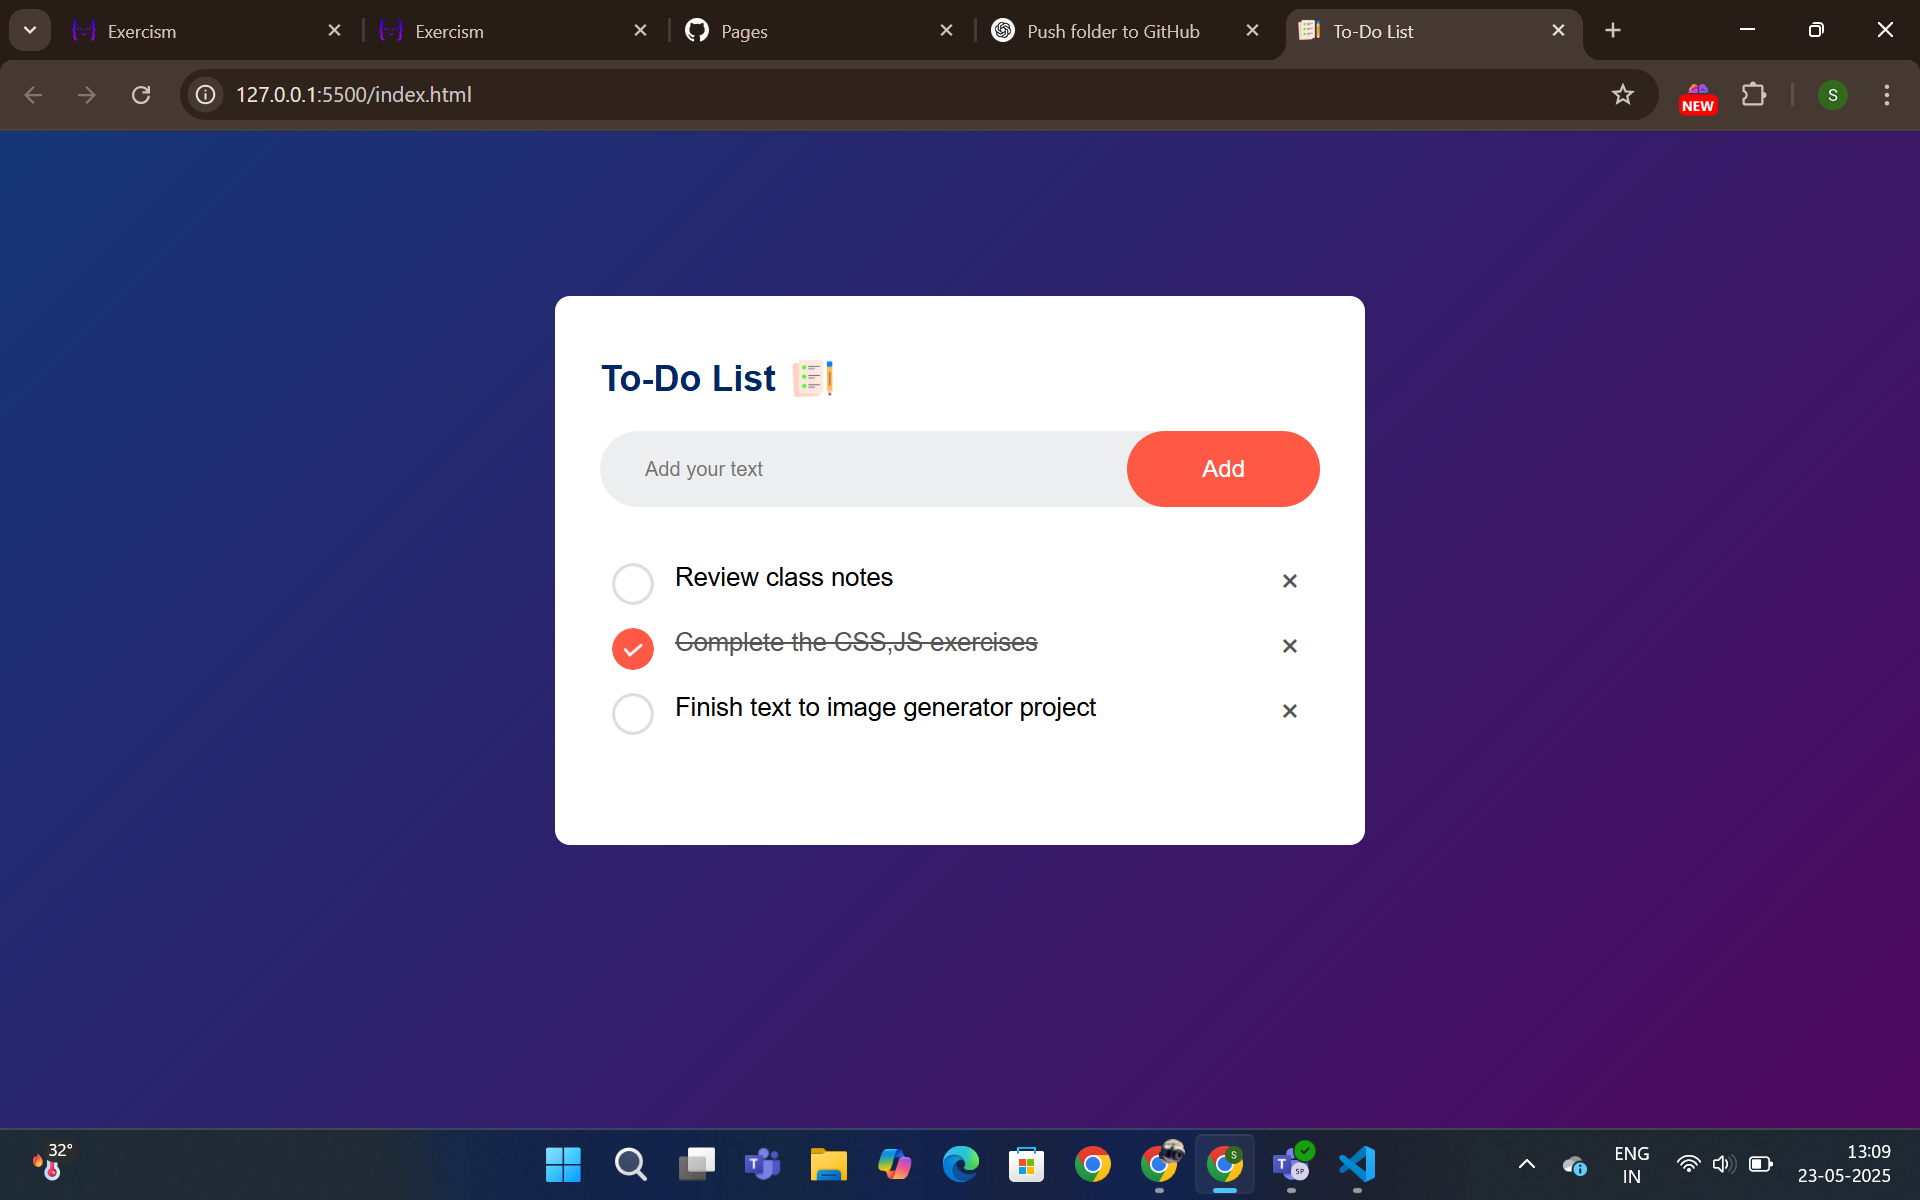 Exercism
Exercism
Pages
Push folder to GitHub
To-Do List
127.0.0.1:5500/index.html
NEW
S
To-Do List
Add your text
Add
Review class notes
Complete the CSS,JS exercises
Finish text to image generator project
32°
S
T
SP
T
ENG
IN
13:09
23-05-2025